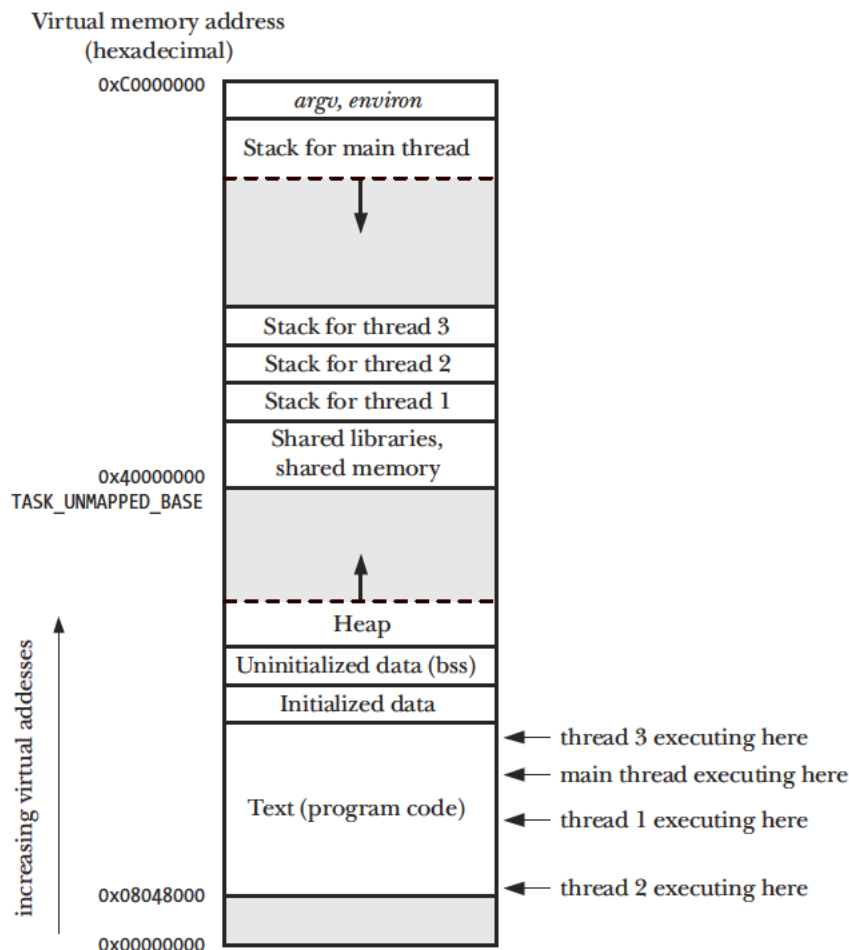 Virtual memory address
(hexadecimal)
0xC0000000
argv, environ
Stack for main thread
Stack for thread 3
Stack for thread 2
Stack for thread 1
Shared libraries,
shared memory
0x40000000
TASK_UNMAPPED_BASE
Heap
Uninitialized data (bss)
Initialized data
increasing virtual addesses
thread 3 executing here
main thread executing here
Text (program code)
thread 1 executing here
thread 2 executing here
0x08048000
0x00000000